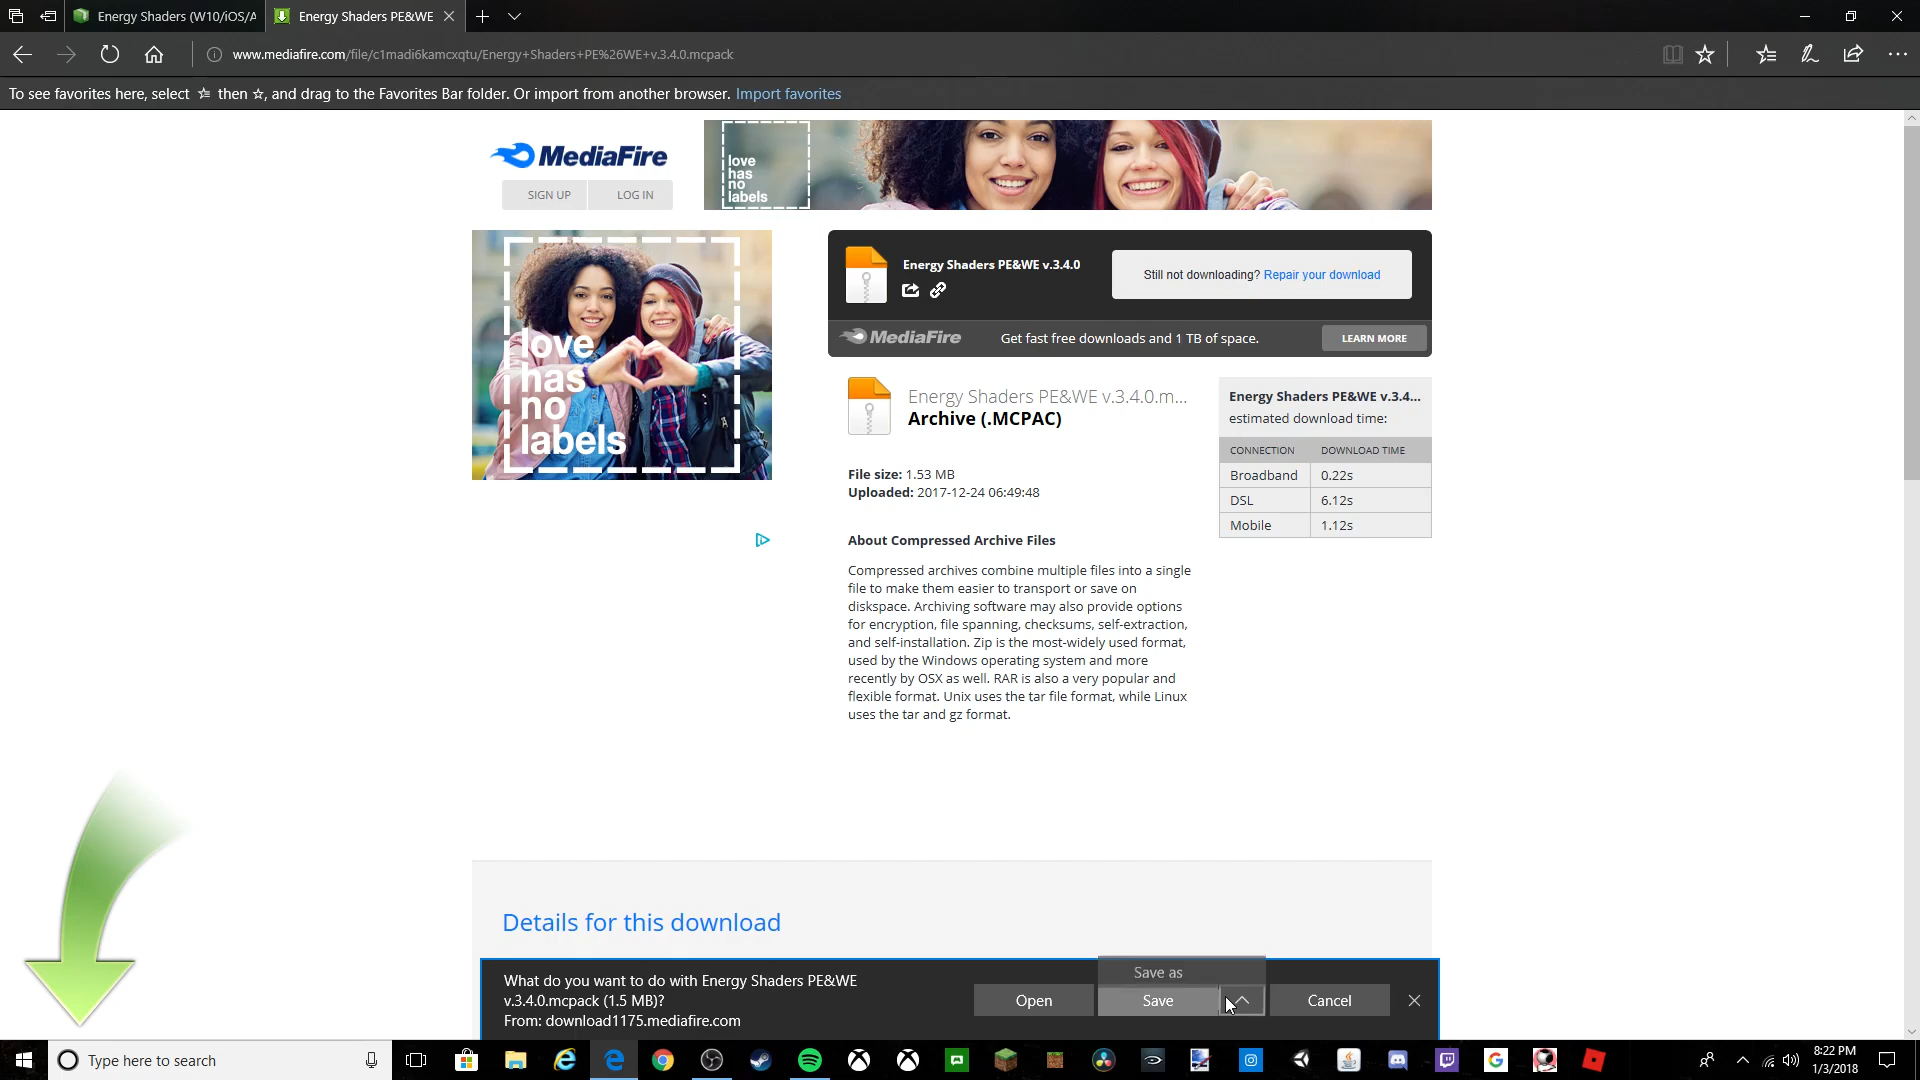 Energy Shaders (W10/iOS/A
Energy Shaders PE&WE
www.mediafire.com/file/c1madi6kamcxqtu/Energy+Shaders+PE%26WE+v.3.4.0.mcpack
To see favorites here, select then , and drag to the Favorites Bar folder. Or import from another browser. Import favorites
MediaFire
SIGN UP
LOG IN
love
has
no
labels
love
has
no
labels
Energy Shaders PE&WE v.3.4.0
Still not downloading? Repair your download
MediaFire
Get fast free downloads and 1 TB of space.
LEARN MORE
Energy Shaders PE&WE v.3.4.0.m...
Archive (.MCPAC)
File size: 1.53 MB
Uploaded: 2017-12-24 06:49:48
Energy Shaders PE&WE v.3.4...
estimated download time:
CONNECTION DOWNLOAD TIME
Broadband 0.22s
DSL 6.12s
Mobile 1.12s
About Compressed Archive Files
Compressed archives combine multiple files into a single
file to make them easier to transport or save on
diskspace. Archiving software may also provide options
for encryption, file spanning, checksums, self-extraction,
and self-installation. Zip is the most-widely used format,
used by the Windows operating system and more
recently by OSX as well. RAR is also a very popular and
flexible format. Unix uses the tar file format, while Linux
uses the tar and gz format.
Details for this download
What do you want to do with Energy Shaders PE&WE
v.3.4.0.mcpack (1.5 MB)?
From: download1175.mediafire.com
Open
Save as
Save
Cancel
Type here to search
8:22 PM
1/3/2018